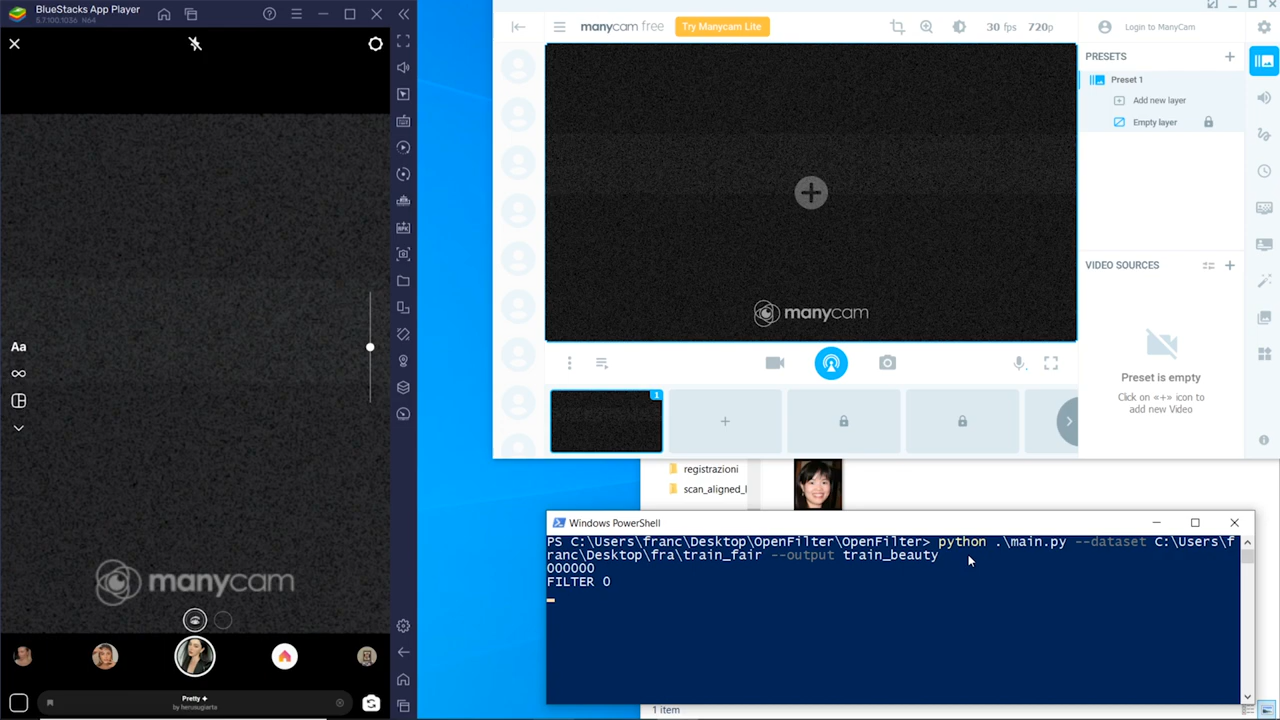 BlueStacks App Player
5.7.100.1036 N64
Aa
manycam
Pretty ✦
by herusugiarta
manycam free
Try Manycam Lite
30 fps
720p
Login to ManyCam
PRESETS
Preset 1
Add new layer
Empty layer
manycam
VIDEO SOURCES
Preset is empty
Click on «+» icon to
add new Video
1
registrazioni
scan_aligned_l
Windows PowerShell
PS C:\Users\franc\Desktop\OpenFilter\OpenFilter> python .\main.py --dataset C:\Users\f
ranc\Desktop\fra\train_fair --output train_beauty
000000
FILTER 0
1 item